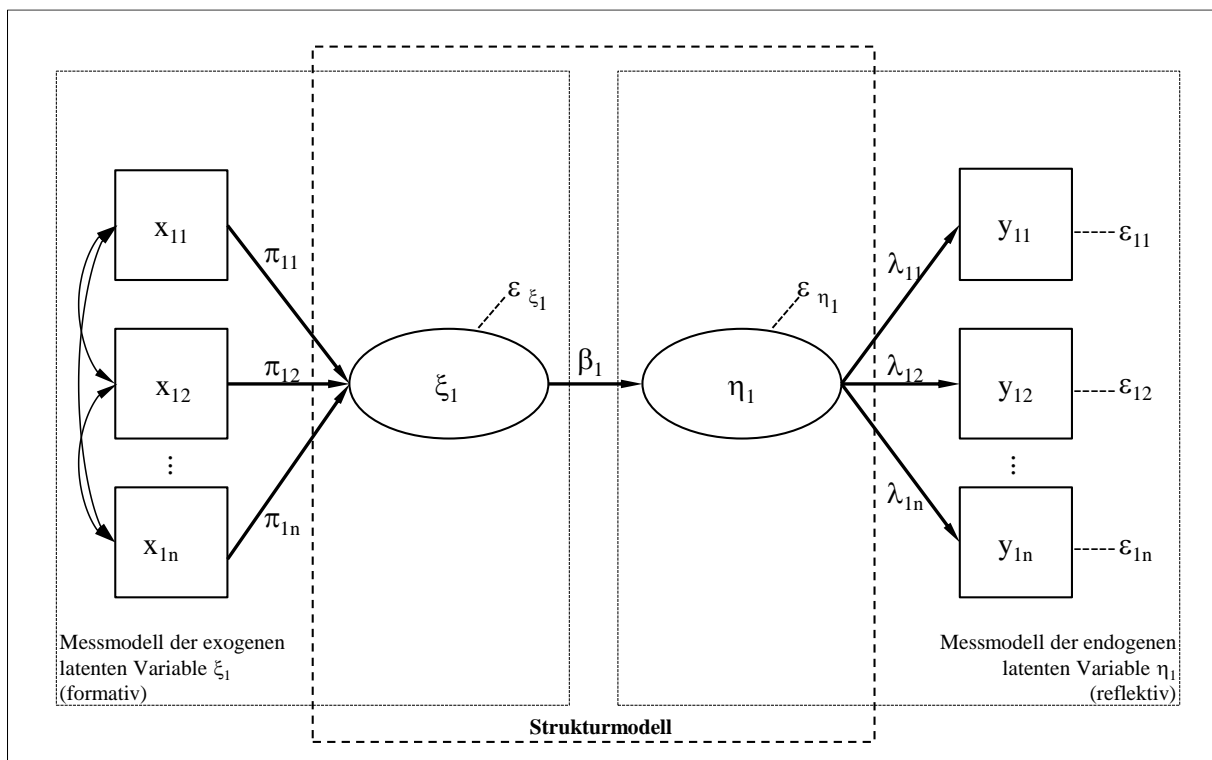 x11
π11
λ11
y11
ε11
ε ξ1
ε η1
x12
π12
ξ1
β1
η1
λ12
y12
ε12
⋮
⋮
x1n
π1n
λ1n
y1n
ε1n
Messmodell der exogenen
latenten Variable ξ1
(formativ)
Messmodell der endogenen
latenten Variable η1
(reflektiv)
Strukturmodell